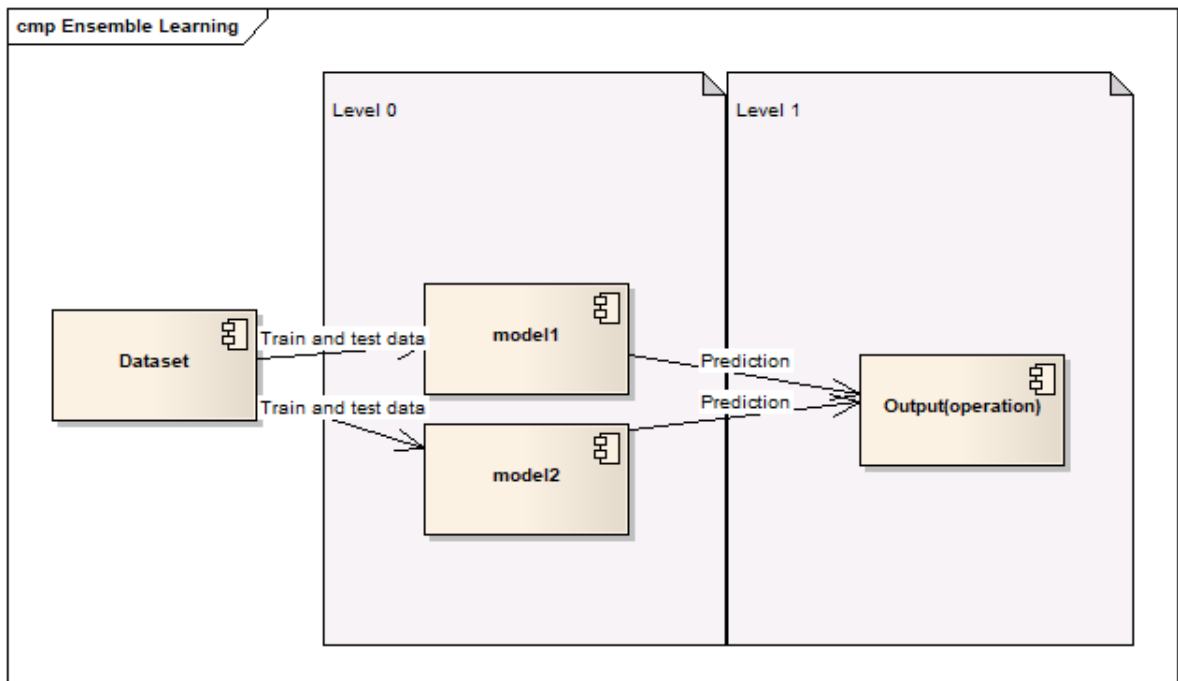 cmp Ensemble Learning
Level 0
Level 1
Dataset
Train and test data
Train and test data
model1
model2
Prediction
Prediction
Output(operation)